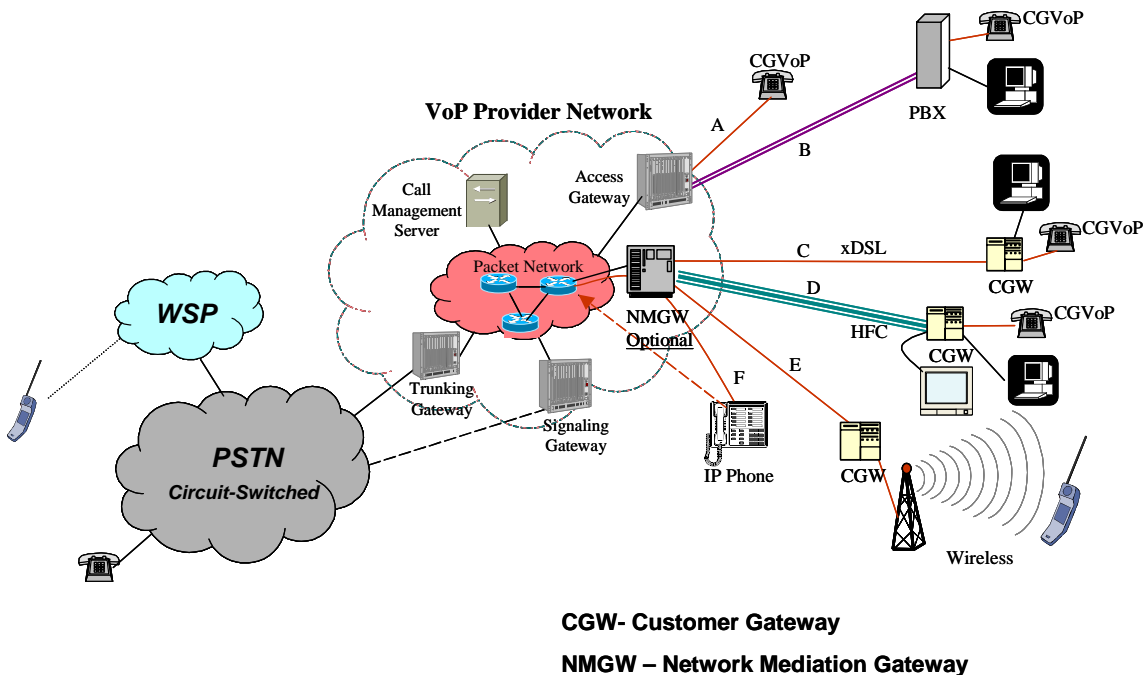 CGVoP
CGVoP
PBX
VoP Provider Network
A
B
Access
Gateway
Call
Management
Server
Packet Network
C
xDSL
CGVoP
CGW
WSP
NMGW
Optional
D
HFC
CGVoP
CGW
E
F
Trunking
Gateway
Signaling
Gateway
IP Phone
CGW
PSTN
Circuit-Switched
Wireless
CGW- Customer Gateway
NMGW – Network Mediation Gateway